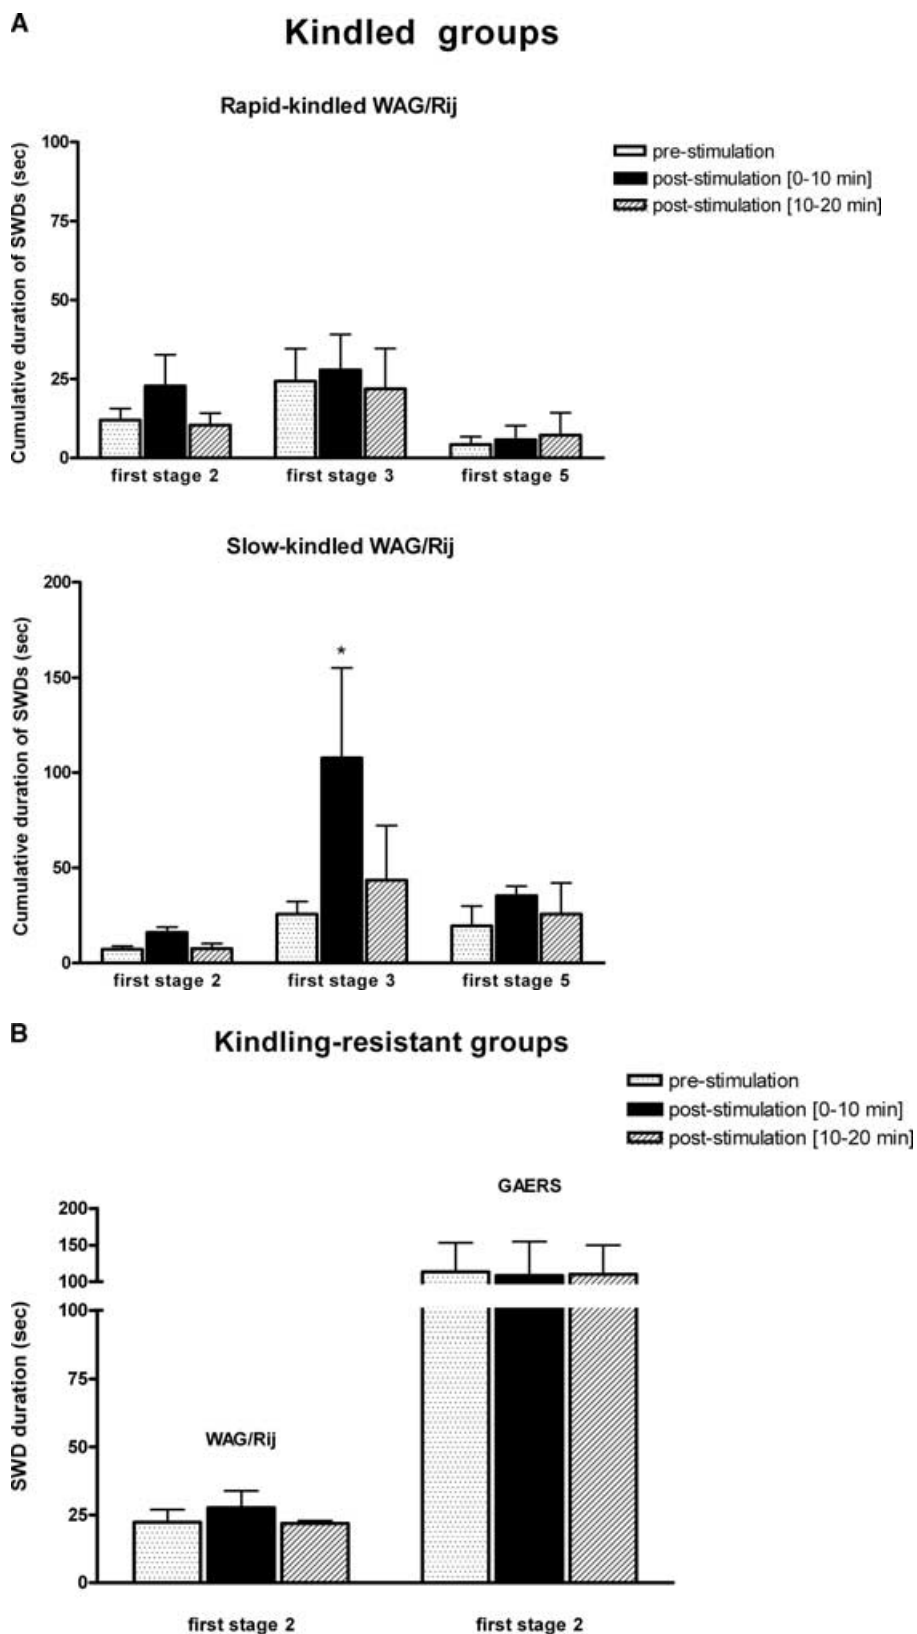 A
Kindled groups
Rapid-kindled WAG/Rij
pre-stimulation
post-stimulation [0-10 min]
post-stimulation [10-20 min]
Cumulative duration of SWDs (sec)
100
75
50
25
0
first stage 2 first stage 3 first stage 5
Slow-kindled WAG/Rij
Cumulative duration of SWDs (sec)
200
150
100
50
0
*
first stage 2 first stage 3 first stage 5
B
Kindling-resistant groups
pre-stimulation
post-stimulation [0-10 min]
post-stimulation [10-20 min]
SWD duration (sec)
200
150
100
100
75
50
25
0
GAERS
WAG/Rij
first stage 2 first stage 2